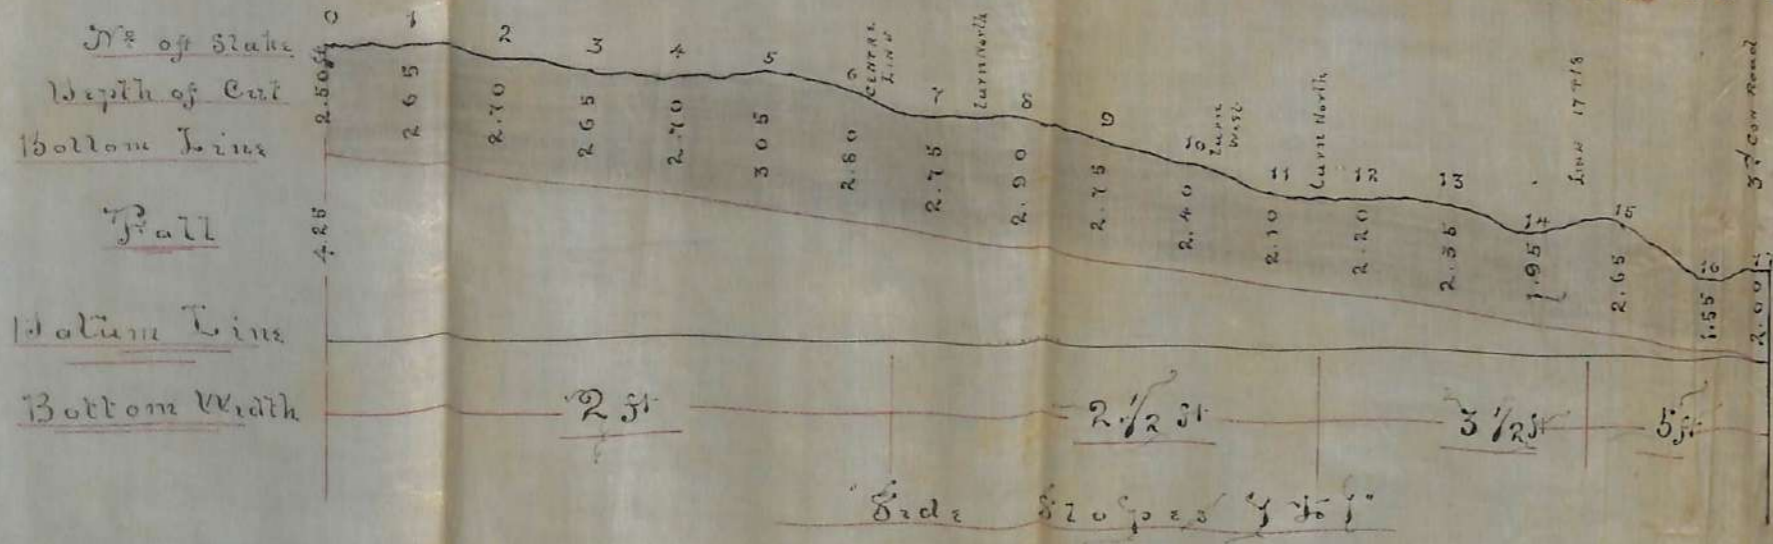 No of Stake 0 1 2 3 4 5 6 7 8 9 10 11 12 13 14 15 16
CENTRE LINE
turn North
turn West
turn North
Line 17 & 18
3rd Con Road
Depth of Cut 2.50ft 2.65 2.70 2.65 2.70 3.05 2.80 2.75 2.90 2.75 2.40 2.10 2.20 2.35 1.95 2.65 1.55 2.00
Bottom Line
Fall 4.25
Datum Line
Bottom Width 2 ft 2 1/2 ft 3 1/2 ft 5 ft
Side Slopes 1 to 1